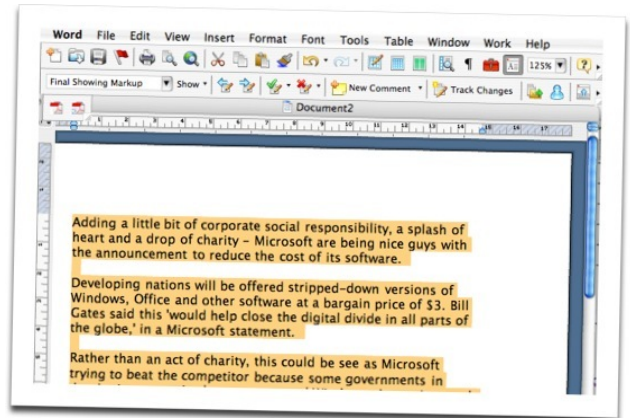 Word File Edit View Insert Format Font Tools Table Window Work Help
125%
Final Showing Markup Show New Comment Track Changes
Document2
Adding a little bit of corporate social responsibility, a splash of
heart and a drop of charity – Microsoft are being nice guys with
the announcement to reduce the cost of its software.
Developing nations will be offered stripped-down versions of
Windows, Office and other software at a bargain price of $3. Bill
Gates said this 'would help close the digital divide in all parts of
the globe,' in a Microsoft statement.
Rather than an act of charity, this could be see as Microsoft
trying to beat the competitor because some governments in